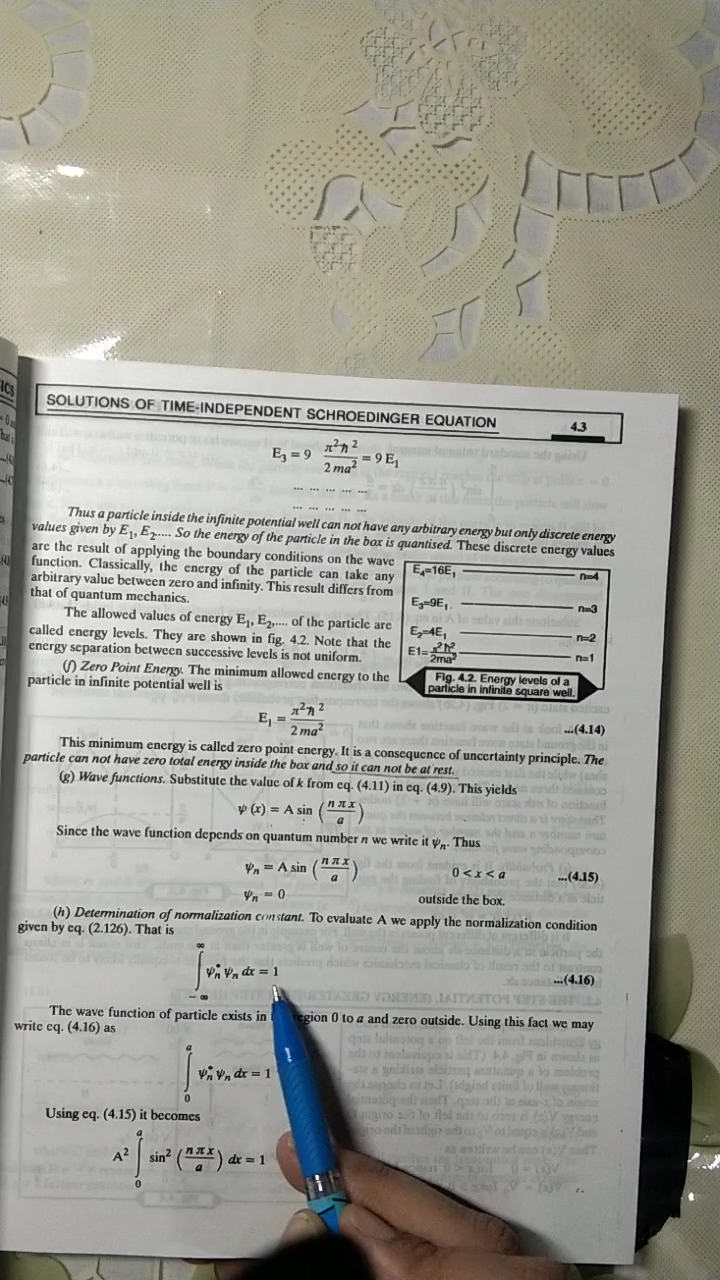 SOLUTIONS OF TIME-INDEPENDENT SCHROEDINGER EQUATION 4.3
E₃ = 9 π²ħ²/2 ma² = 9 E₁
... ... ... ... ...
... ... ... ... ...
Thus a particle inside the infinite potential well can not have any arbitrary energy but only discrete energy
values given by E₁, E₂..... So the energy of the particle in the box is quantised. These discrete energy values
are the result of applying the boundary conditions on the wave
function. Classically, the energy of the particle can take any
arbitrary value between zero and infinity. This result differs from
that of quantum mechanics.
The allowed values of energy E₁, E₂,.... of the particle are
called energy levels. They are shown in fig. 4.2. Note that the
energy separation between successive levels is not uniform.
E₄=16E₁ n=4
E₃=9E₁ n=3
E₂=4E₁ n=2
E1=π²ħ²/2ma² n=1
Fig. 4.2. Energy levels of a
particle in infinite square well.
(f) Zero Point Energy. The minimum allowed energy to the
particle in infinite potential well is
E₁ = π²ħ²/2 ma² ...(4.14)
This minimum energy is called zero point energy. It is a consequence of uncertainty principle. The
particle can not have zero total energy inside the box and so it can not be at rest.
(g) Wave functions. Substitute the value of k from eq. (4.11) in eq. (4.9). This yields
ψ (x) = A sin (nπx/a)
Since the wave function depends on quantum number n we write it ψₙ. Thus
ψₙ = A sin (nπx/a) 0 < x < a ...(4.15)
ψₙ = 0 outside the box.
(h) Determination of normalization constant. To evaluate A we apply the normalization condition
given by eq. (2.126). That is
∫_{-∞}^{∞} ψₙ* ψₙ dx = 1 ...(4.16)
The wave function of particle exists in region 0 to a and zero outside. Using this fact we may
write eq. (4.16) as
∫_{0}^{a} ψₙ* ψₙ dx = 1
Using eq. (4.15) it becomes
A² ∫_{0}^{a} sin² (nπx/a) dx = 1